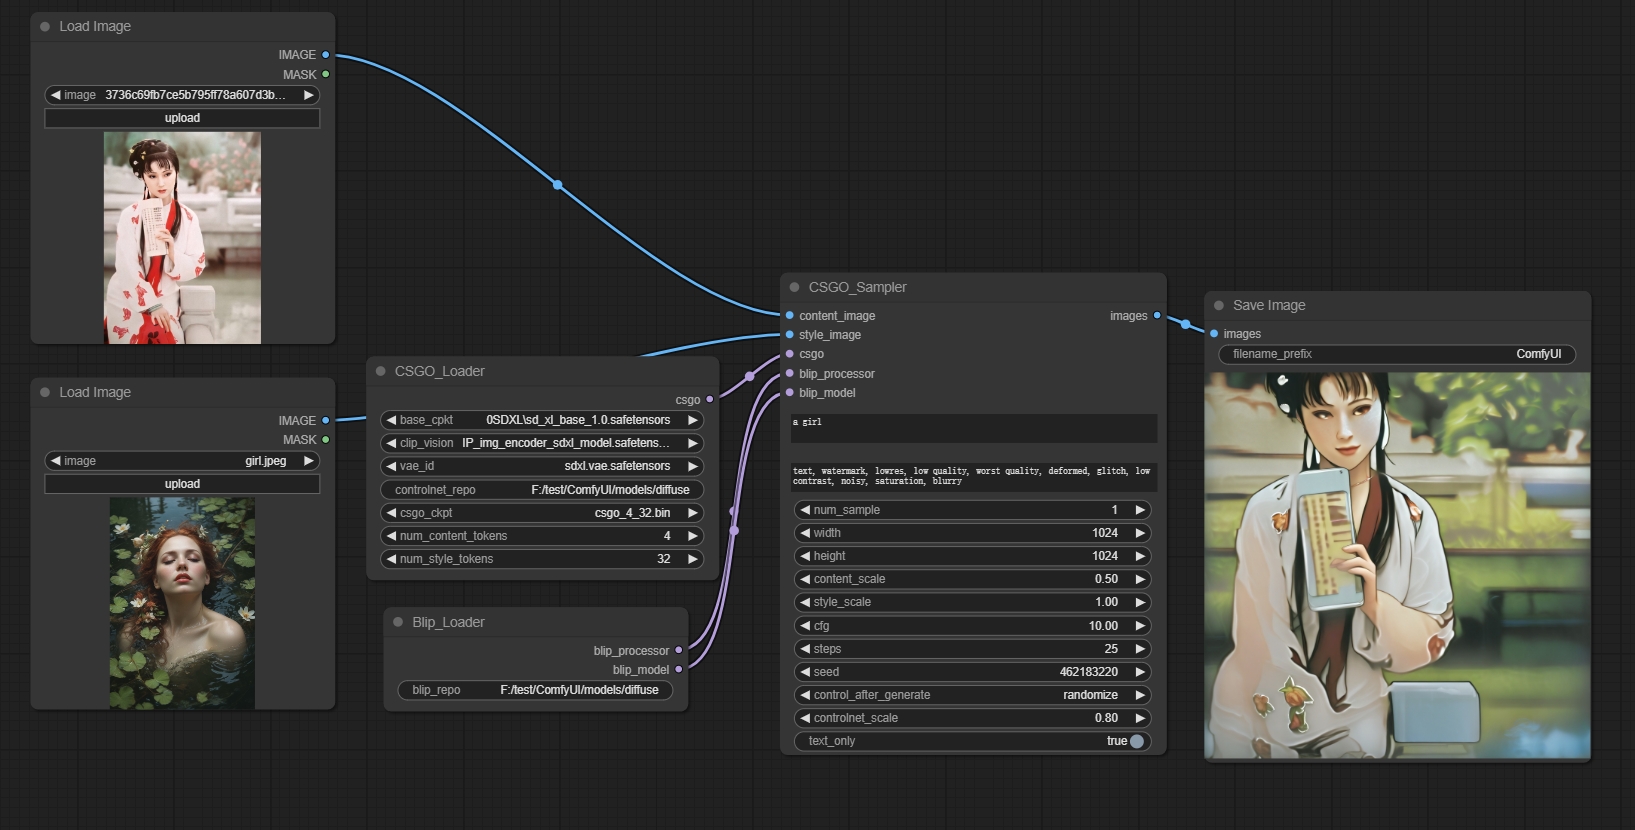 Load Image
IMAGE
MASK
image 3736c69fb7ce5b795ff78a607d3b...
upload
Load Image
IMAGE
MASK
image girl.jpeg
upload
CSGO_Loader
csgo
base_cpkt 0SDXL\sd_xl_base_1.0.safetensors
clip_vision IP_img_encoder_sdxl_model.safetens...
vae_id sdxl.vae.safetensors
controlnet_repo F:/test/ComfyUI/models/diffuse
csgo_ckpt csgo_4_32.bin
num_content_tokens 4
num_style_tokens 32
Blip_Loader
blip_processor
blip_model
blip_repo F:/test/ComfyUI/models/diffuse
CSGO_Sampler
content_image images
style_image
csgo
blip_processor
blip_model
a girl
text, watermark, lowres, low quality, worst quality, deformed, glitch, low
contrast, noisy, saturation, blurry
num_sample 1
width 1024
height 1024
content_scale 0.50
style_scale 1.00
cfg 10.00
steps 25
seed 462183220
control_after_generate randomize
controlnet_scale 0.80
text_only true
Save Image
images
filename_prefix ComfyUI